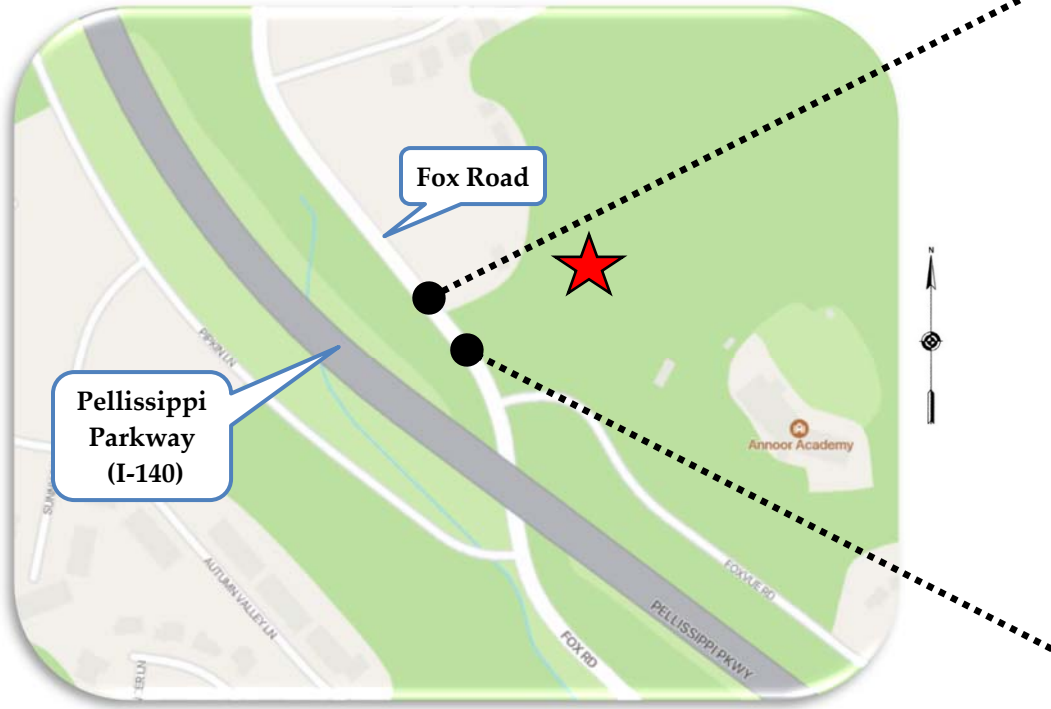 N
Fox Road
PIPKIN LN
Pellissippi
Parkway
(I-140)
Annoor Academy
AUTUMN VALLEY LN
FOXVUE RD
PELLISSIPPI PKWY
FOX RD